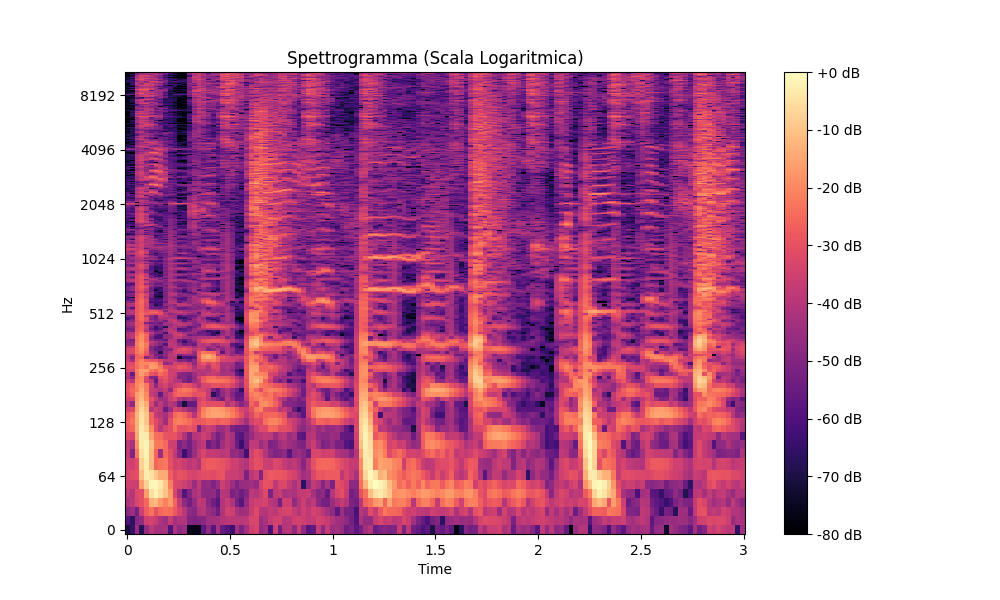 Spettrogramma (Scala Logaritmica)
Hz
8192
4096
2048
1024
512
256
128
64
0
0 0.5 1 1.5 2 2.5 3
Time
+0 dB
-10 dB
-20 dB
-30 dB
-40 dB
-50 dB
-60 dB
-70 dB
-80 dB